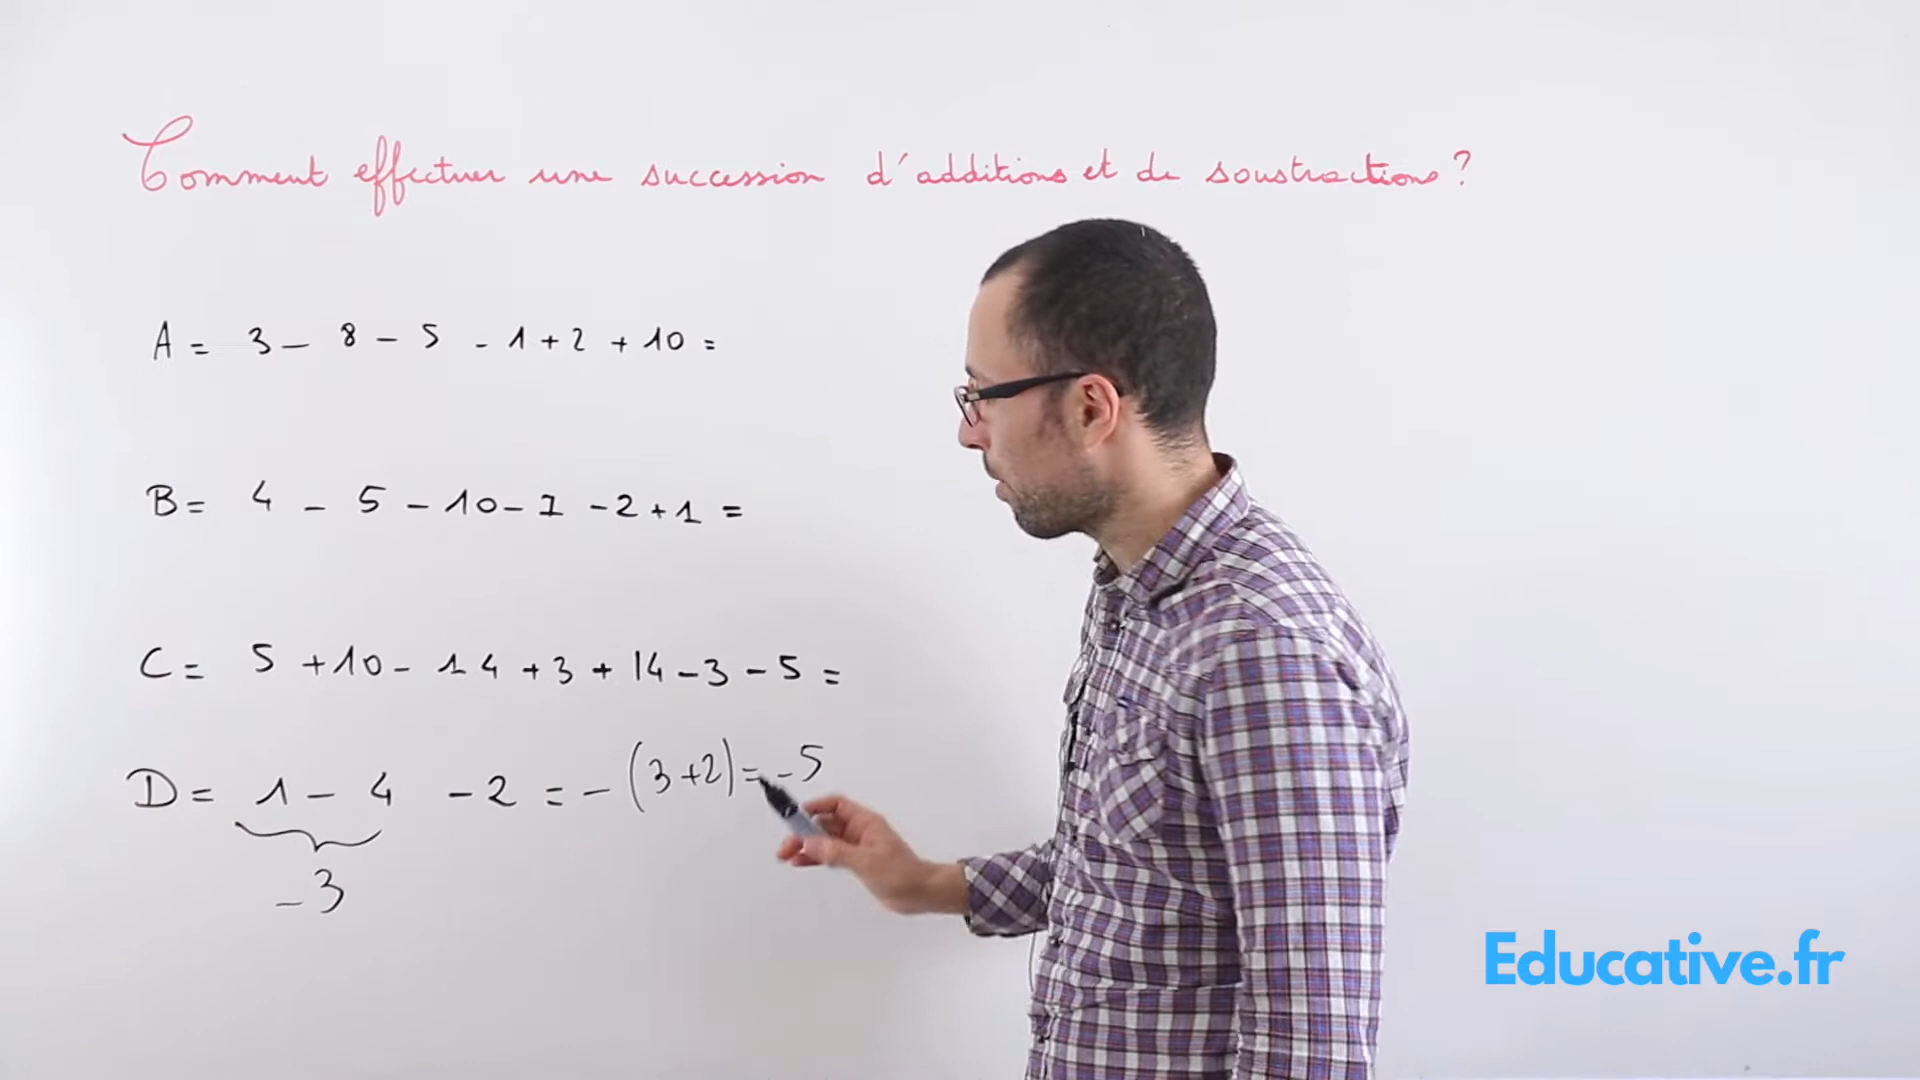 Comment effectuer une succession d'additions et de soustractions ?
A = 3 - 8 - 5 - 1 + 2 + 10 =
B = 4 - 5 - 10 - 1 - 2 + 1 =
C = 5 + 10 - 14 + 3 + 14 - 3 - 5 =
D = 1 - 4 - 2 = - (3 + 2) = - 5
- 3
Educative.fr